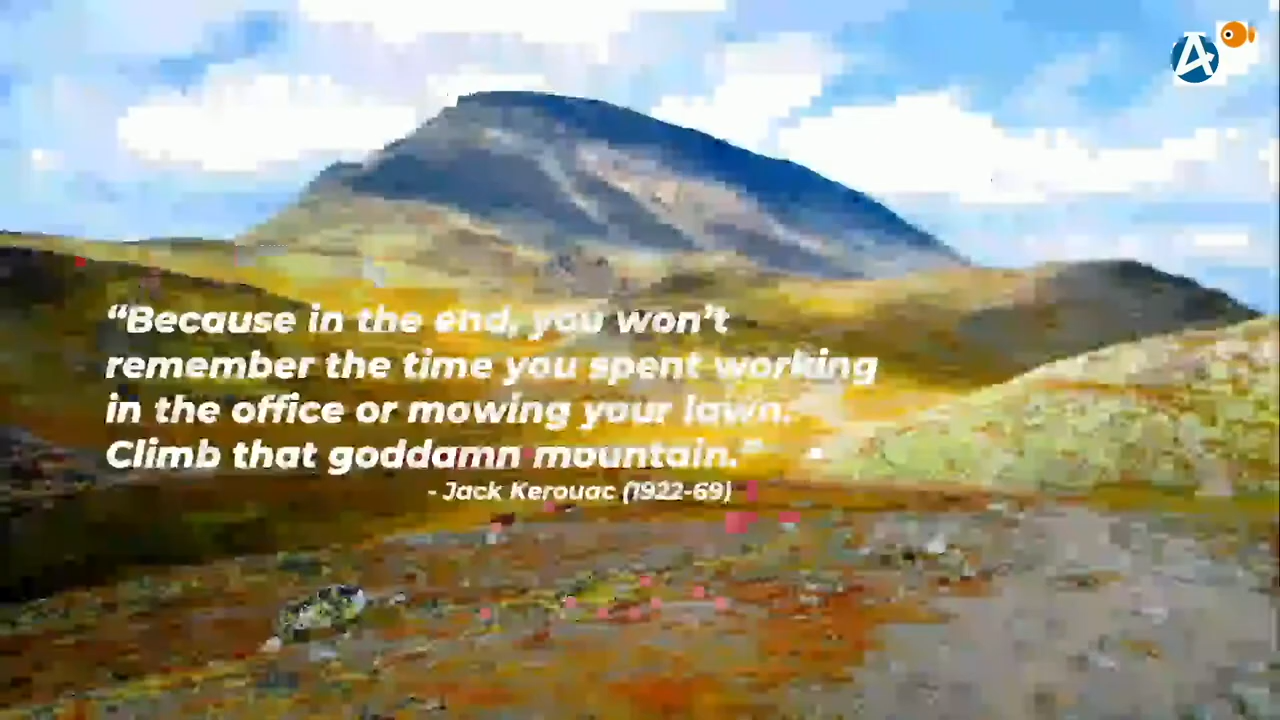 “Because in the end, you won’t
remember the time you spent working
in the office or mowing your lawn.
Climb that goddamn mountain.”
- Jack Kerouac (1922-69)